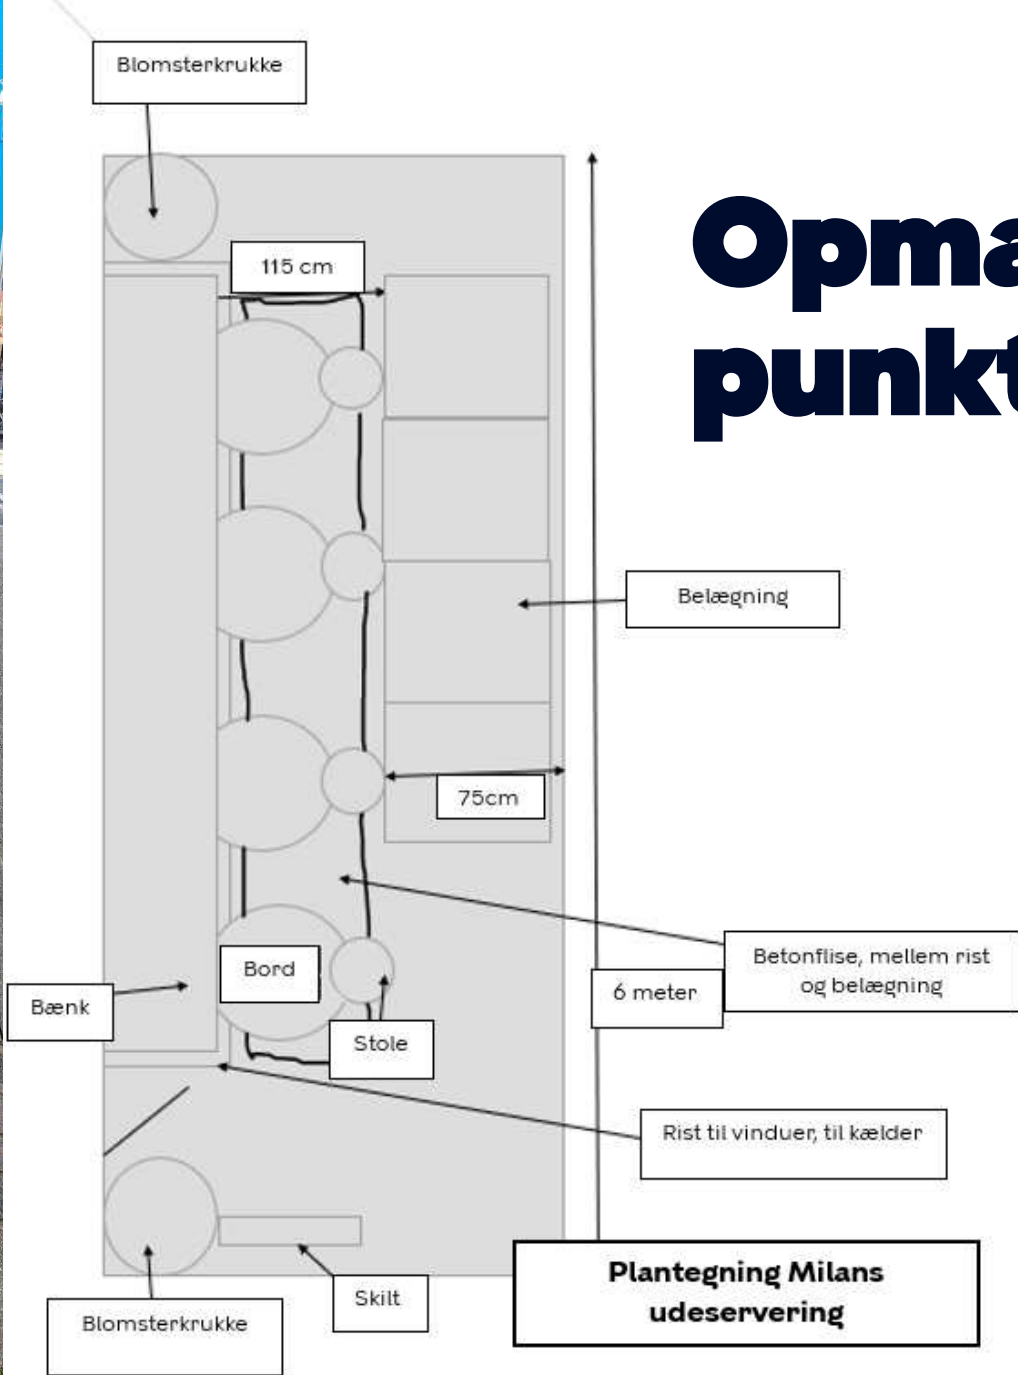 Blomsterkrukke
115 cm
Opma
punkt
Belægning
75cm
Betonflise, mellem rist
og belægning
Bord
6 meter
Bænk
Stole
Rist til vinduer, til kælder
Plantegning Milans
udeservering
Skilt
Blomsterkrukke